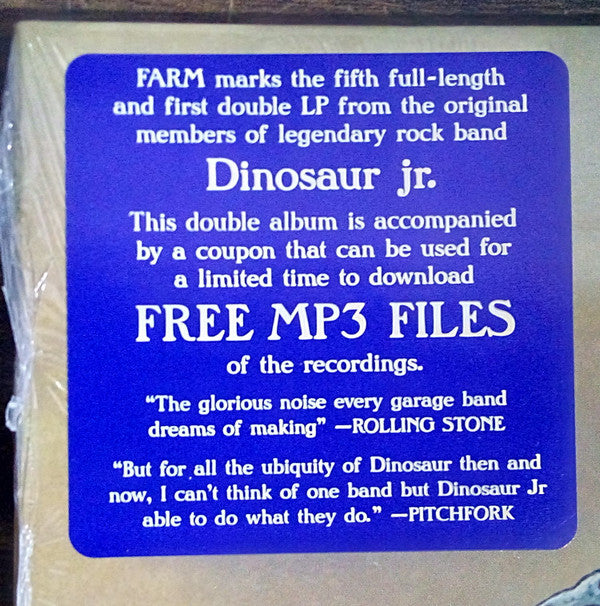 FARM marks the fifth full-length
and first double LP from the original
members of legendary rock band
Dinosaur jr.
This double album is accompanied
by a coupon that can be used for
a limited time to download
FREE MP3 FILES
of the recordings.
“The glorious noise every garage band
dreams of making” —ROLLING STONE
“But for all the ubiquity of Dinosaur then and
now, I can’t think of one band but Dinosaur Jr
able to do what they do.” —PITCHFORK